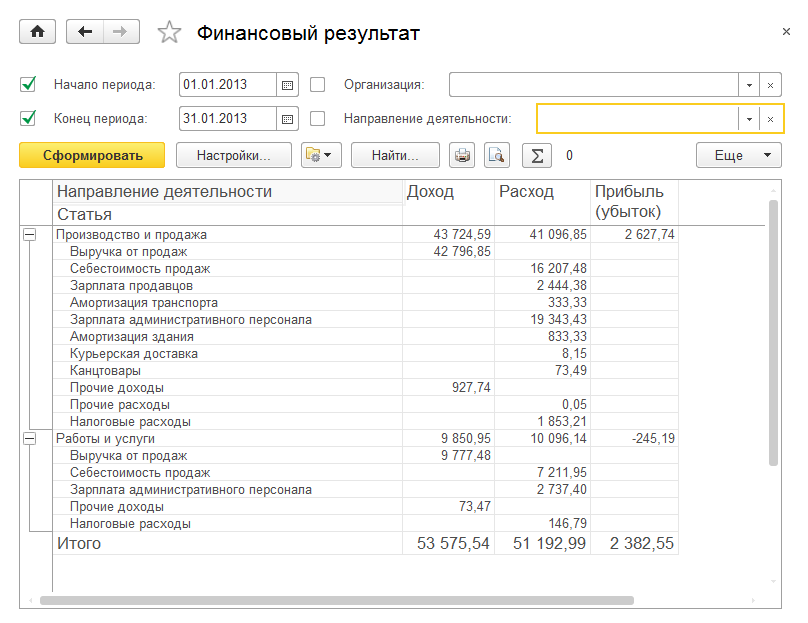 Финансовый результат
Начало периода: 01.01.2013 Организация:
Конец периода: 31.01.2013 Направление деятельности:
Сформировать Настройки... Найти... Σ 0 Еще
Направление деятельности Доход Расход Прибыль (убыток)
Статья
Производство и продажа 43 724,59 41 096,85 2 627,74
Выручка от продаж 42 796,85
Себестоимость продаж 16 207,48
Зарплата продавцов 2 444,38
Амортизация транспорта 333,33
Зарплата административного персонала 19 343,43
Амортизация здания 833,33
Курьерская доставка 8,15
Канцтовары 73,49
Прочие доходы 927,74
Прочие расходы 0,05
Налоговые расходы 1 853,21
Работы и услуги 9 850,95 10 096,14 -245,19
Выручка от продаж 9 777,48
Себестоимость продаж 7 211,95
Зарплата административного персонала 2 737,40
Прочие доходы 73,47
Налоговые расходы 146,79
Итого 53 575,54 51 192,99 2 382,55